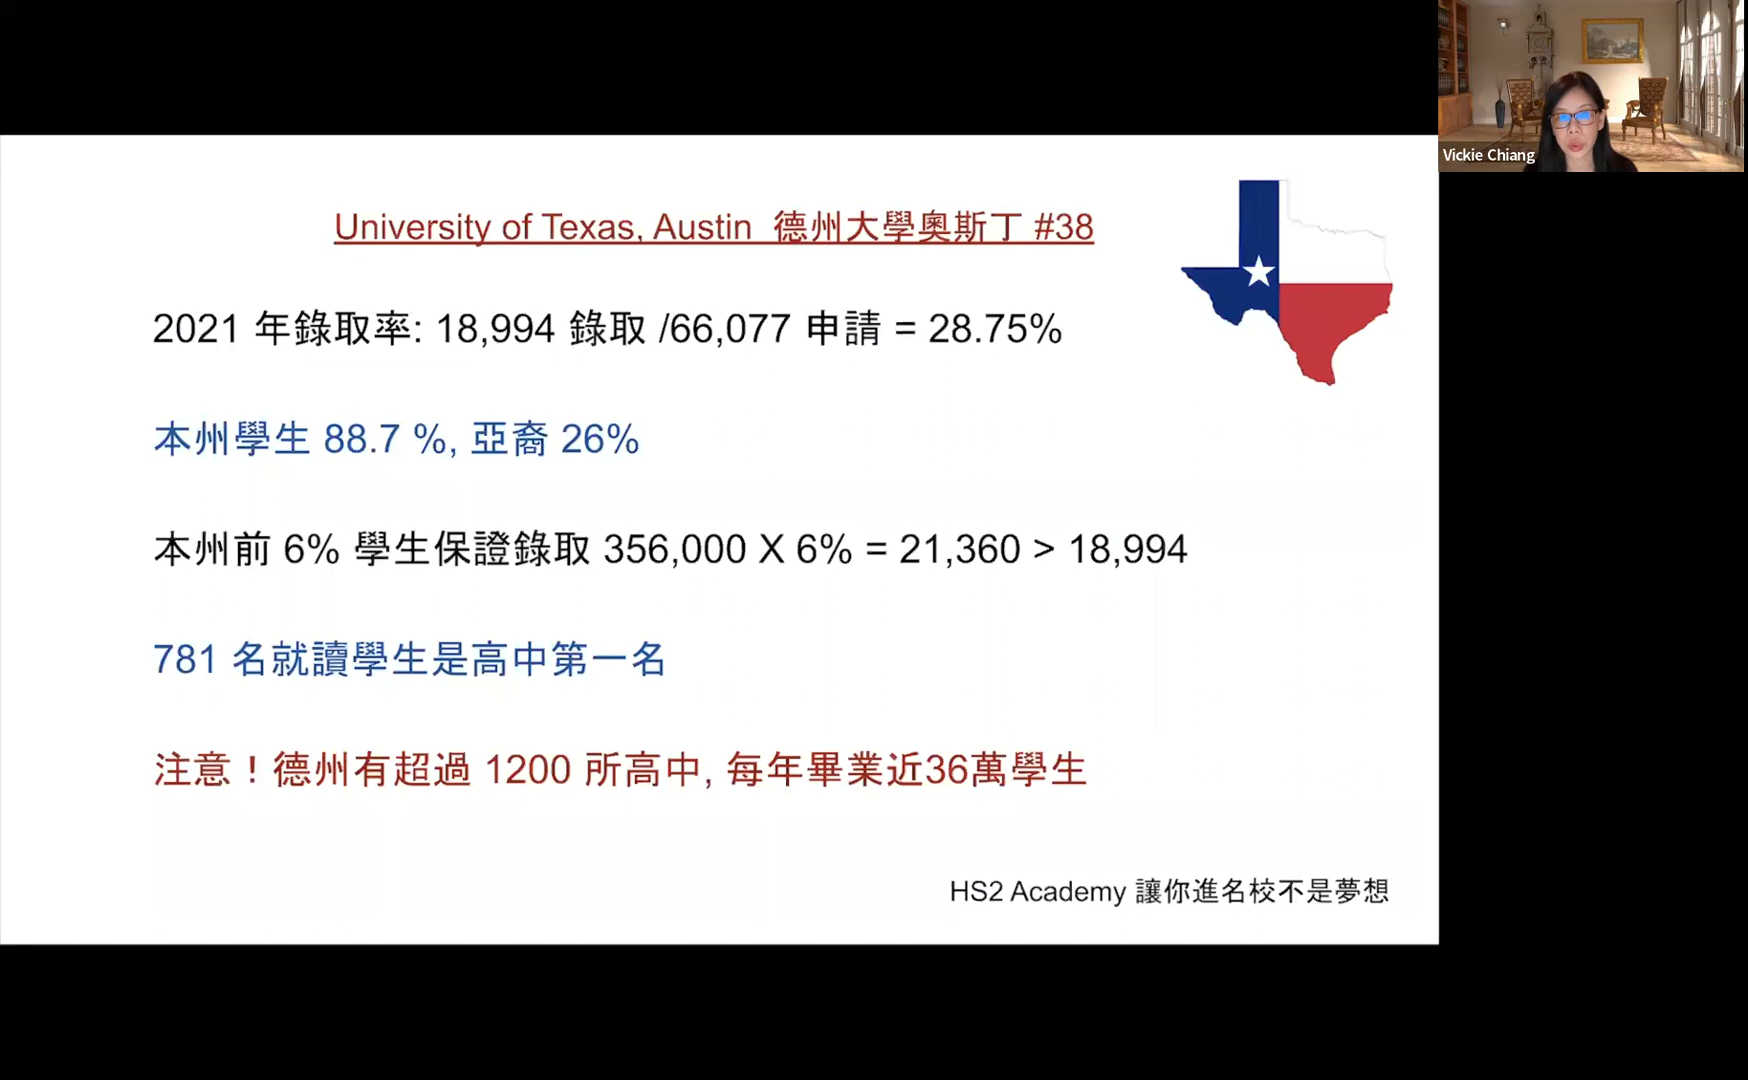 Vickie Chiang
University of Texas, Austin 德州大學奧斯丁 #38
2021 年錄取率: 18,994 錄取 /66,077 申請 = 28.75%
本州學生 88.7 %, 亞裔 26%
本州前 6% 學生保證錄取 356,000 X 6% = 21,360 > 18,994
781 名就讀學生是高中第一名
注意！德州有超過 1200 所高中, 每年畢業近36萬學生
HS2 Academy 讓你進名校不是夢想